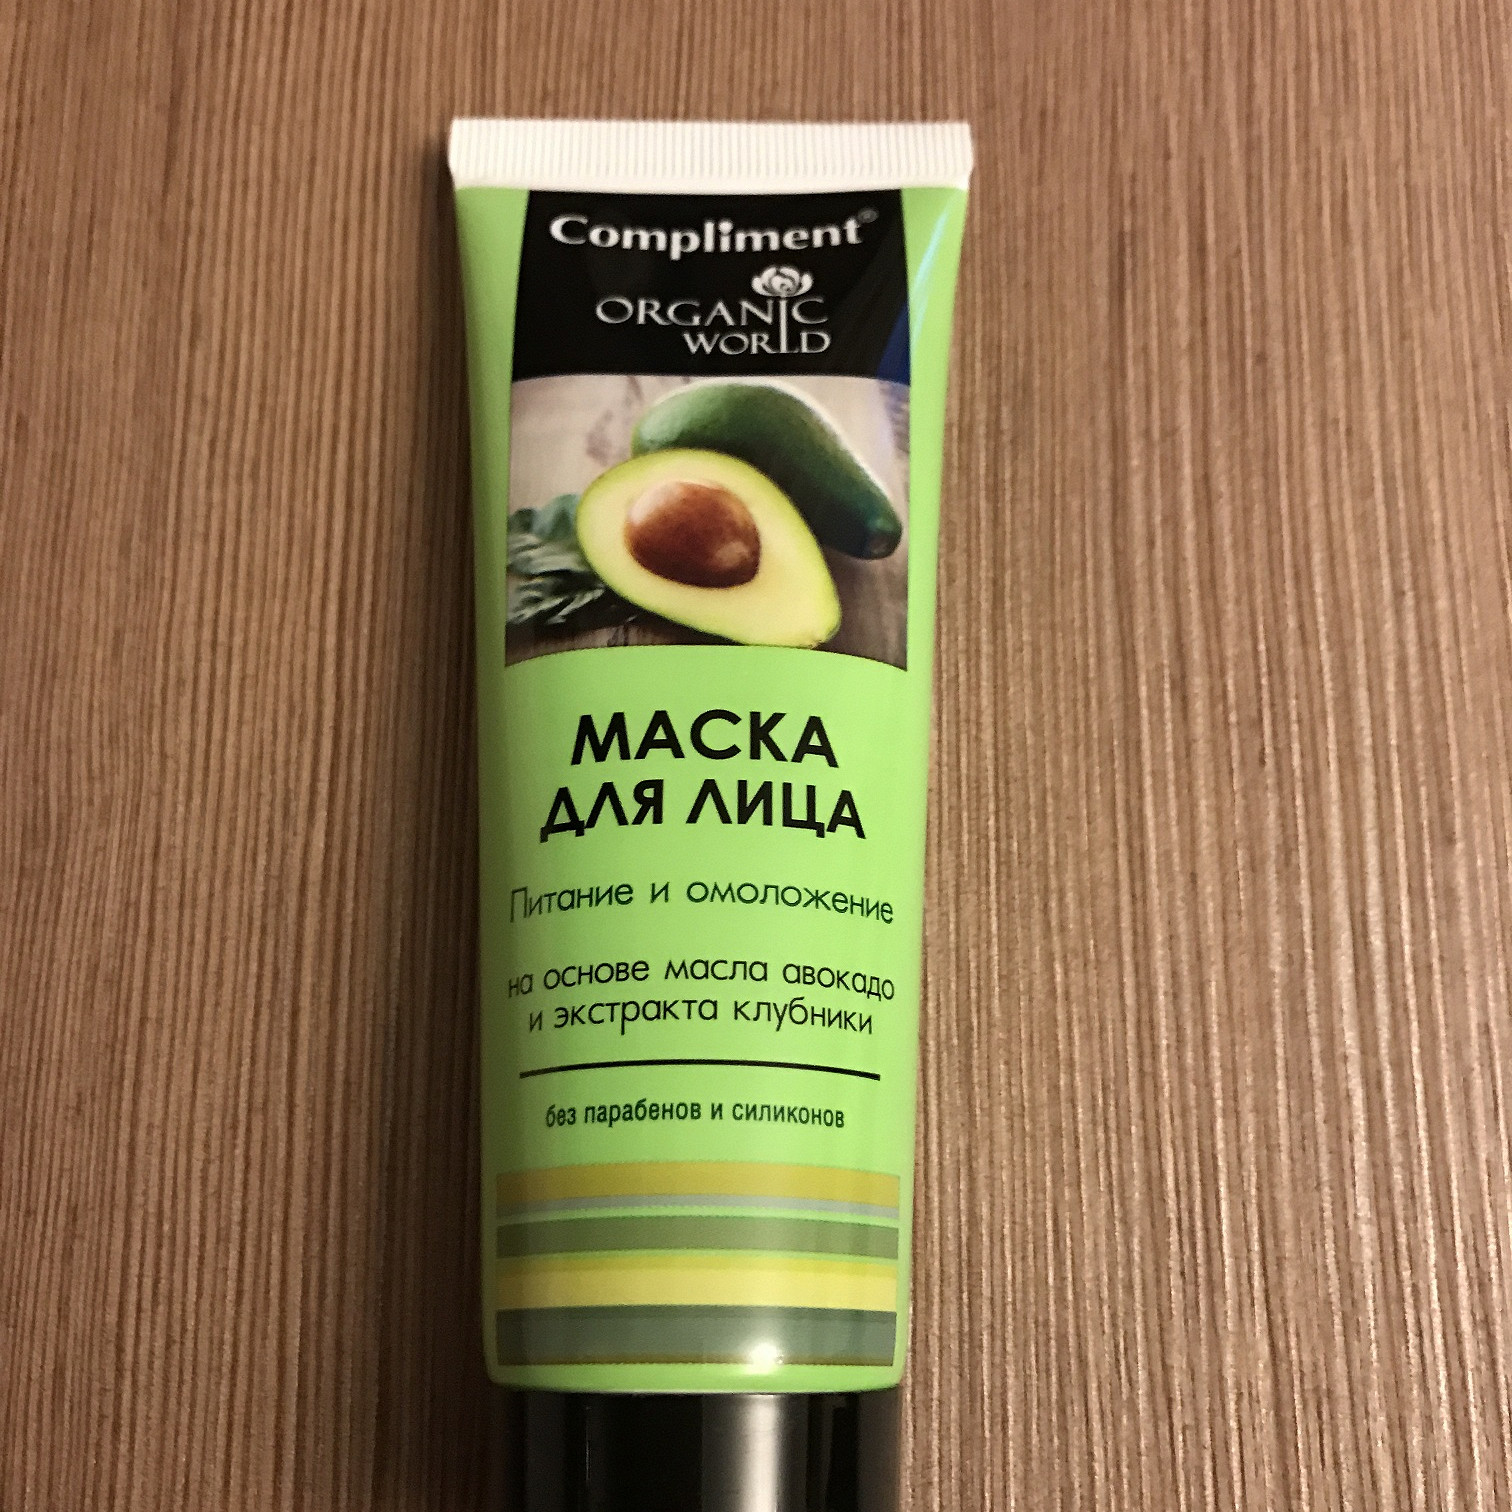 Compliment®
ORGANIC
WORLD
МАСКА
ДЛЯ ЛИЦА
Питание и омоложение
на основе масла авокадо
и экстракта клубники
без парабенов и силиконов